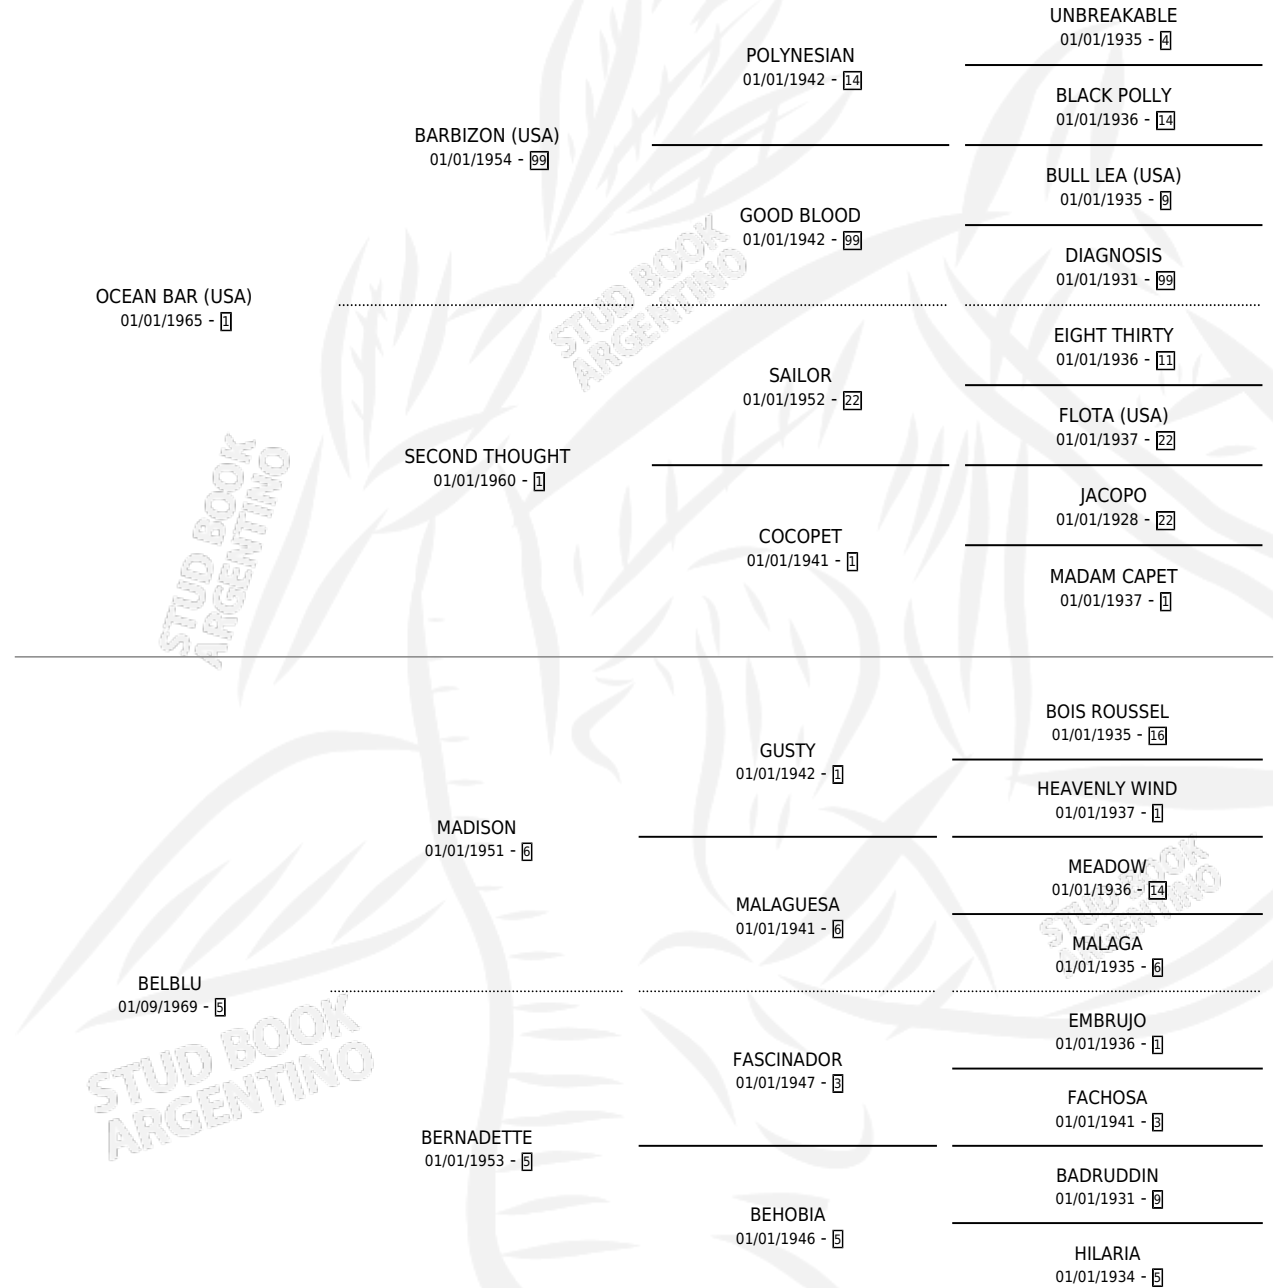 UNBREAKABLE
01/01/1935 - 4
POLYNESIAN
01/01/1942 - 14
BLACK POLLY
01/01/1936 - 14
BARBIZON (USA)
01/01/1954 - 99
BULL LEA (USA)
01/01/1935 - 9
GOOD BLOOD
01/01/1942 - 99
DIAGNOSIS
01/01/1931 - 99
OCEAN BAR (USA)
01/01/1965 - 1
EIGHT THIRTY
01/01/1936 - 11
SAILOR
01/01/1952 - 22
FLOTA (USA)
01/01/1937 - 22
SECOND THOUGHT
01/01/1960 - 1
JACOPO
01/01/1928 - 22
COCOPET
01/01/1941 - 1
MADAM CAPET
01/01/1937 - 1
BOIS ROUSSEL
01/01/1935 - 16
GUSTY
01/01/1942 - 1
HEAVENLY WIND
01/01/1937 - 1
MADISON
01/01/1951 - 6
MEADOW
01/01/1936 - 14
MALAGUESA
01/01/1941 - 6
MALAGA
01/01/1935 - 6
BELBLU
01/09/1969 - 5
EMBRUJO
01/01/1936 - 1
FASCINADOR
01/01/1947 - 3
FACHOSA
01/01/1941 - 3
BERNADETTE
01/01/1953 - 5
BADRUDDIN
01/01/1931 - 9
BEHOBIA
01/01/1946 - 5
HILARIA
01/01/1934 - 5
STUD BOOK
ARGENTINO
STUD BOOK
ARGENTINO
STUD BOOK
ARGENTINO
STUD BOOK
ARGENTINO